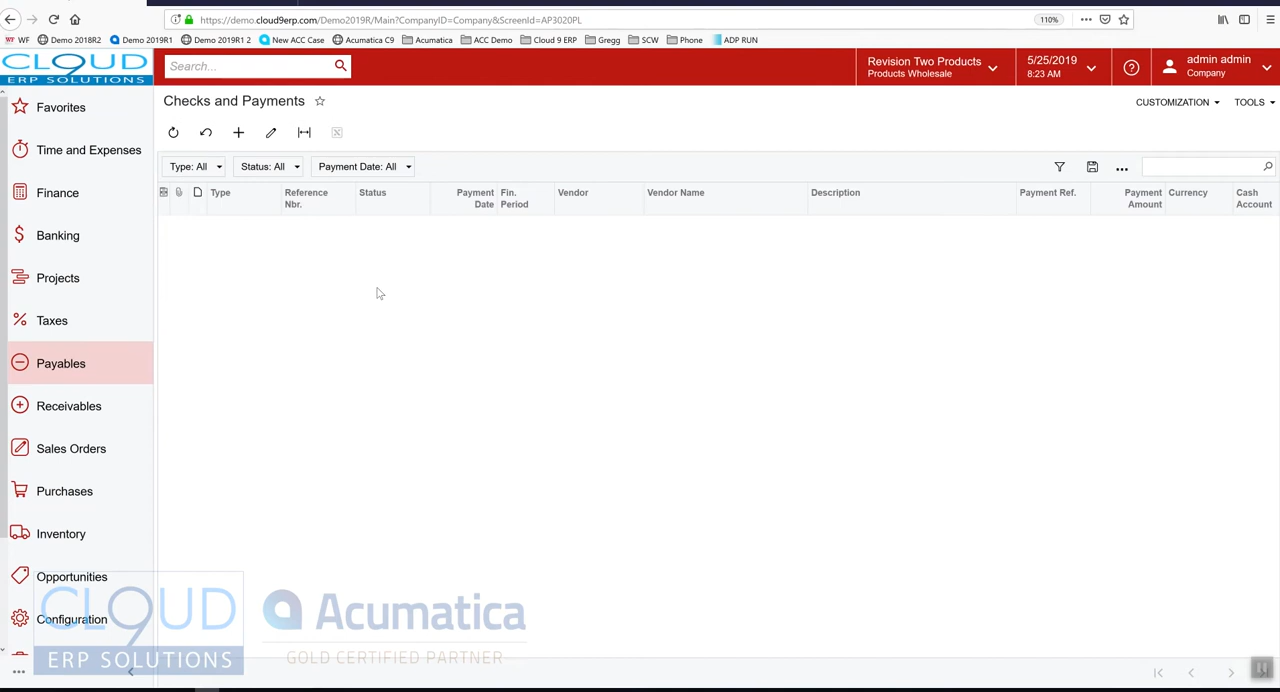 https://demo.cloud9erp.com/Demo2019R/Main?CompanyID=Company&ScreenId=AP3020PL
110%
WF Demo 2018R2 Demo 2019R1 Demo 2019R1 2 New ACC Case Acumatica C9 Acumatica ACC Demo Cloud 9 ERP Gregg SCW Phone ADP RUN
CLOUD9
ERP SOLUTIONS
Search...
Revision Two Products
Products Wholesale
5/25/2019
8:23 AM
admin admin
Company
Favorites
Time and Expenses
Finance
Banking
Projects
Taxes
Payables
Receivables
Sales Orders
Purchases
Inventory
Opportunities
Configuration
Checks and Payments
CUSTOMIZATION TOOLS
Type: All Status: All Payment Date: All
Type Reference Nbr. Status Payment Date Fin. Period Vendor Vendor Name Description Payment Ref. Payment Amount Currency Cash Account
CLOUD9
ERP SOLUTIONS
Acumatica
GOLD CERTIFIED PARTNER